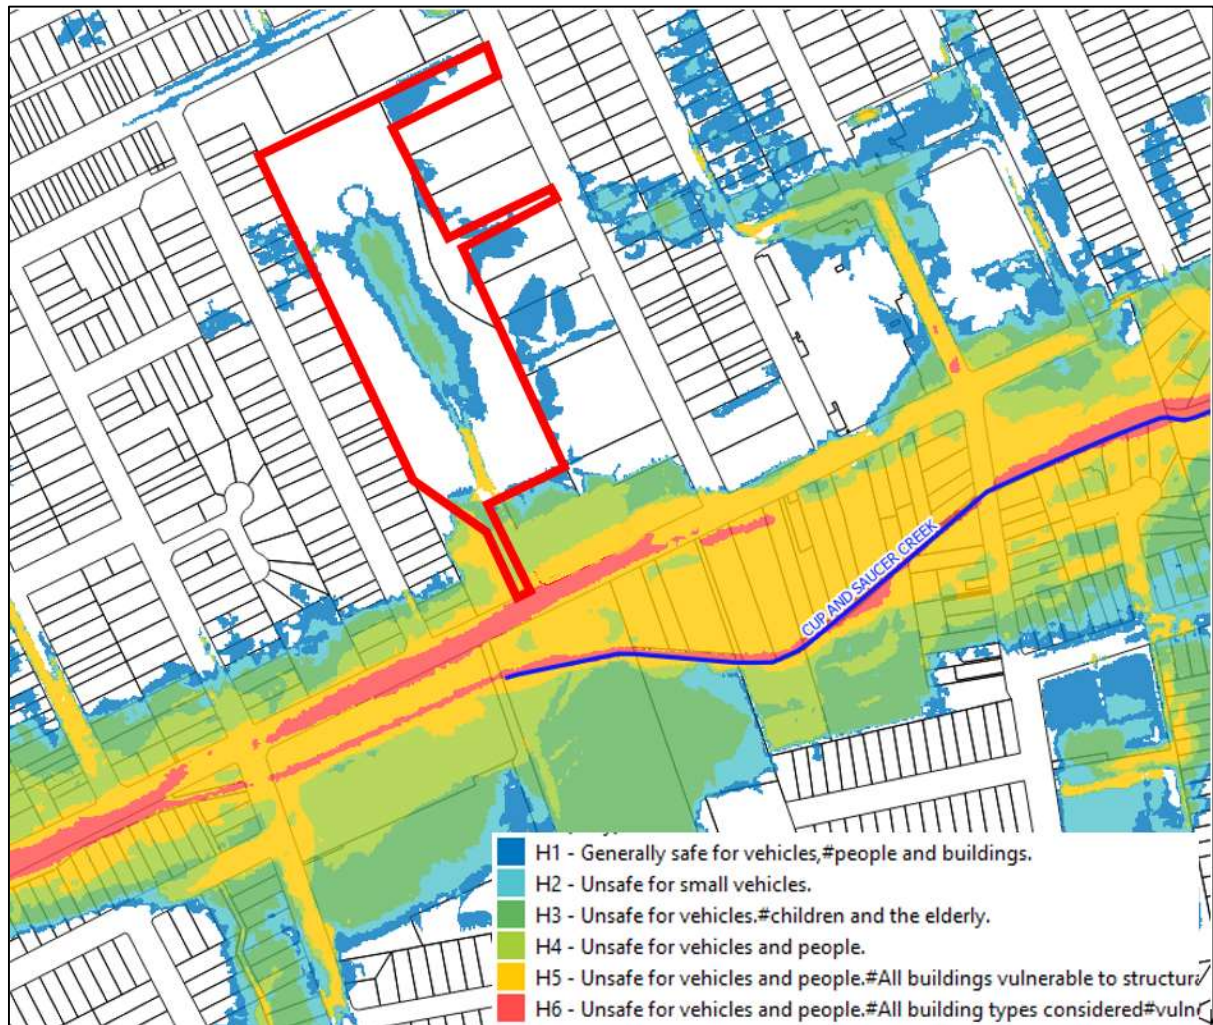 CUP AND SAUCER CREEK
H1 - Generally safe for vehicles,#people and buildings.
H2 - Unsafe for small vehicles.
H3 - Unsafe for vehicles.#children and the elderly.
H4 - Unsafe for vehicles and people.
H5 - Unsafe for vehicles and people.#All buildings vulnerable to structura
H6 - Unsafe for vehicles and people.#All building types considered#vulne